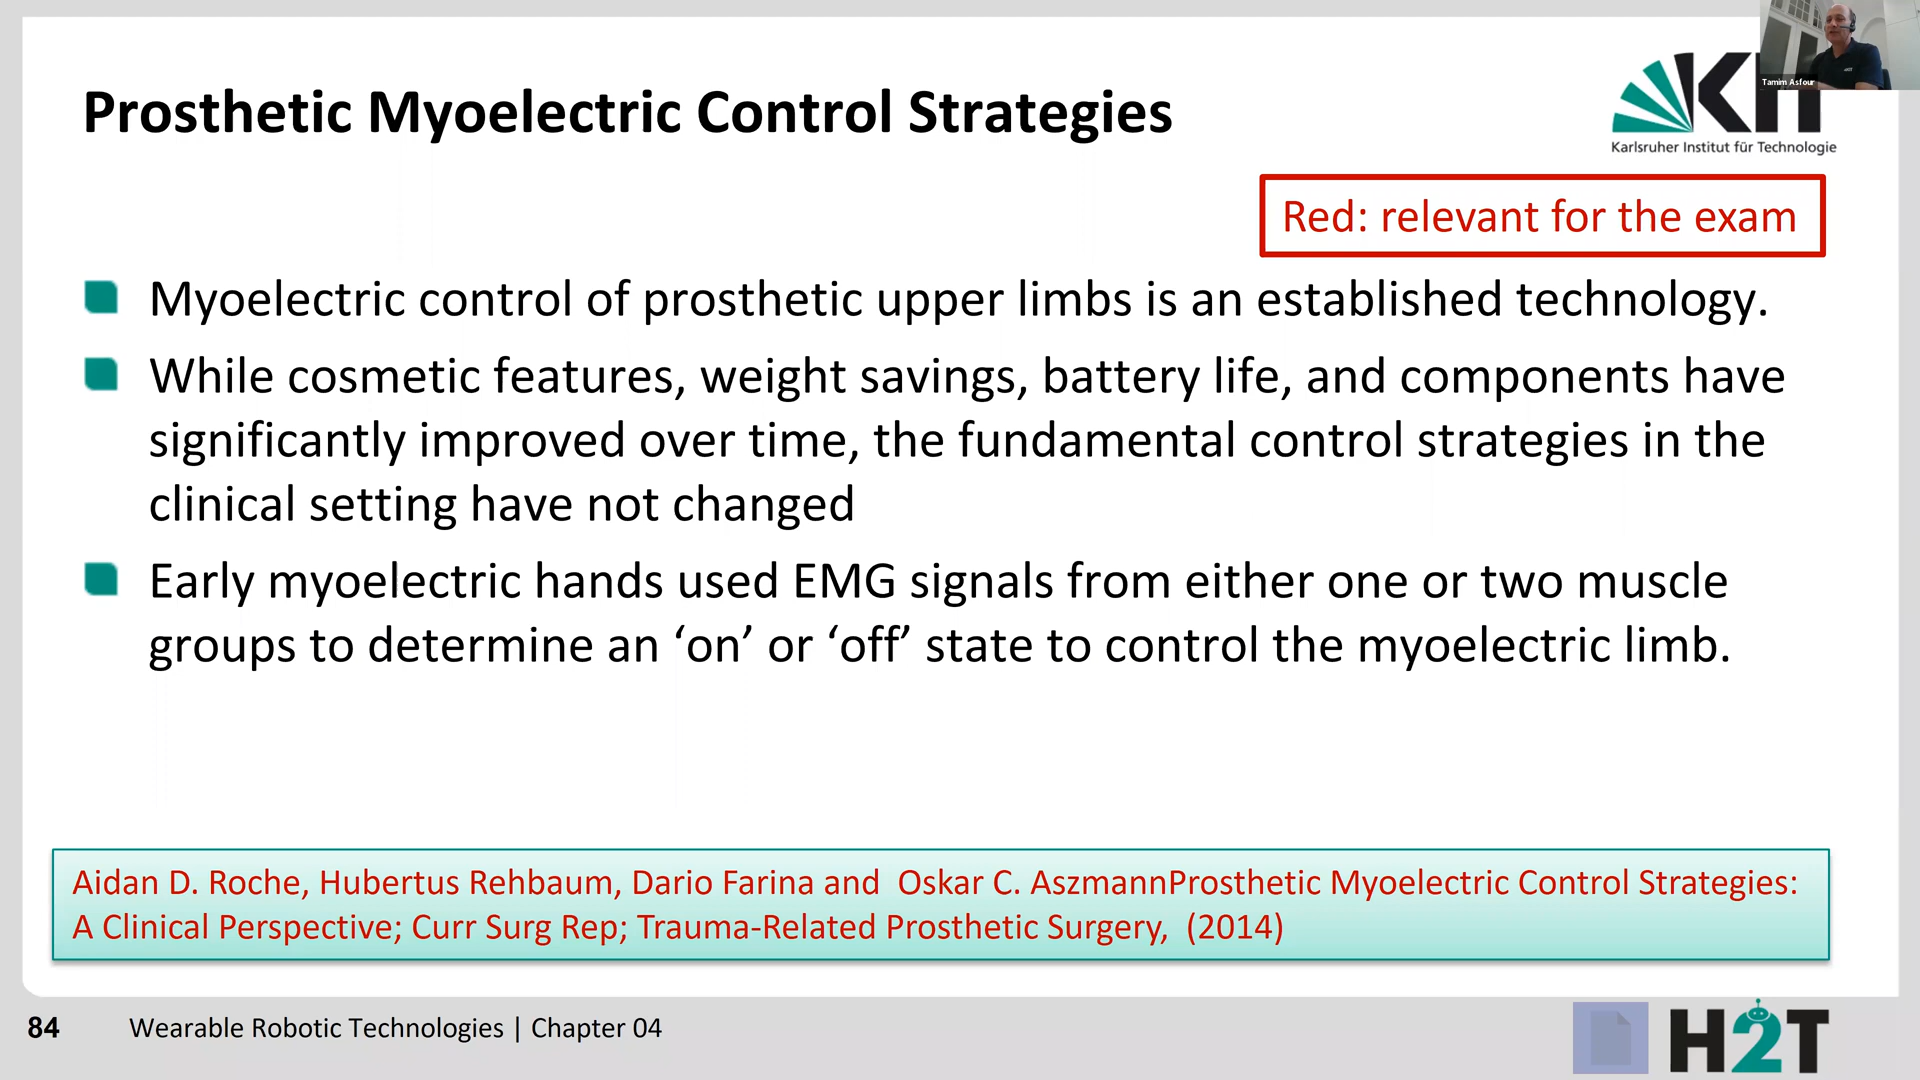 Prosthetic Myoelectric Control Strategies
KIT
Karlsruher Institut für Technologie
Tamim Asfour
Red: relevant for the exam
Myoelectric control of prosthetic upper limbs is an established technology.
While cosmetic features, weight savings, battery life, and components have
significantly improved over time, the fundamental control strategies in the
clinical setting have not changed
Early myoelectric hands used EMG signals from either one or two muscle
groups to determine an ‘on’ or ‘off’ state to control the myoelectric limb.
Aidan D. Roche, Hubertus Rehbaum, Dario Farina and Oskar C. AszmannProsthetic Myoelectric Control Strategies:
A Clinical Perspective; Curr Surg Rep; Trauma-Related Prosthetic Surgery, (2014)
84 Wearable Robotic Technologies | Chapter 04
H2T